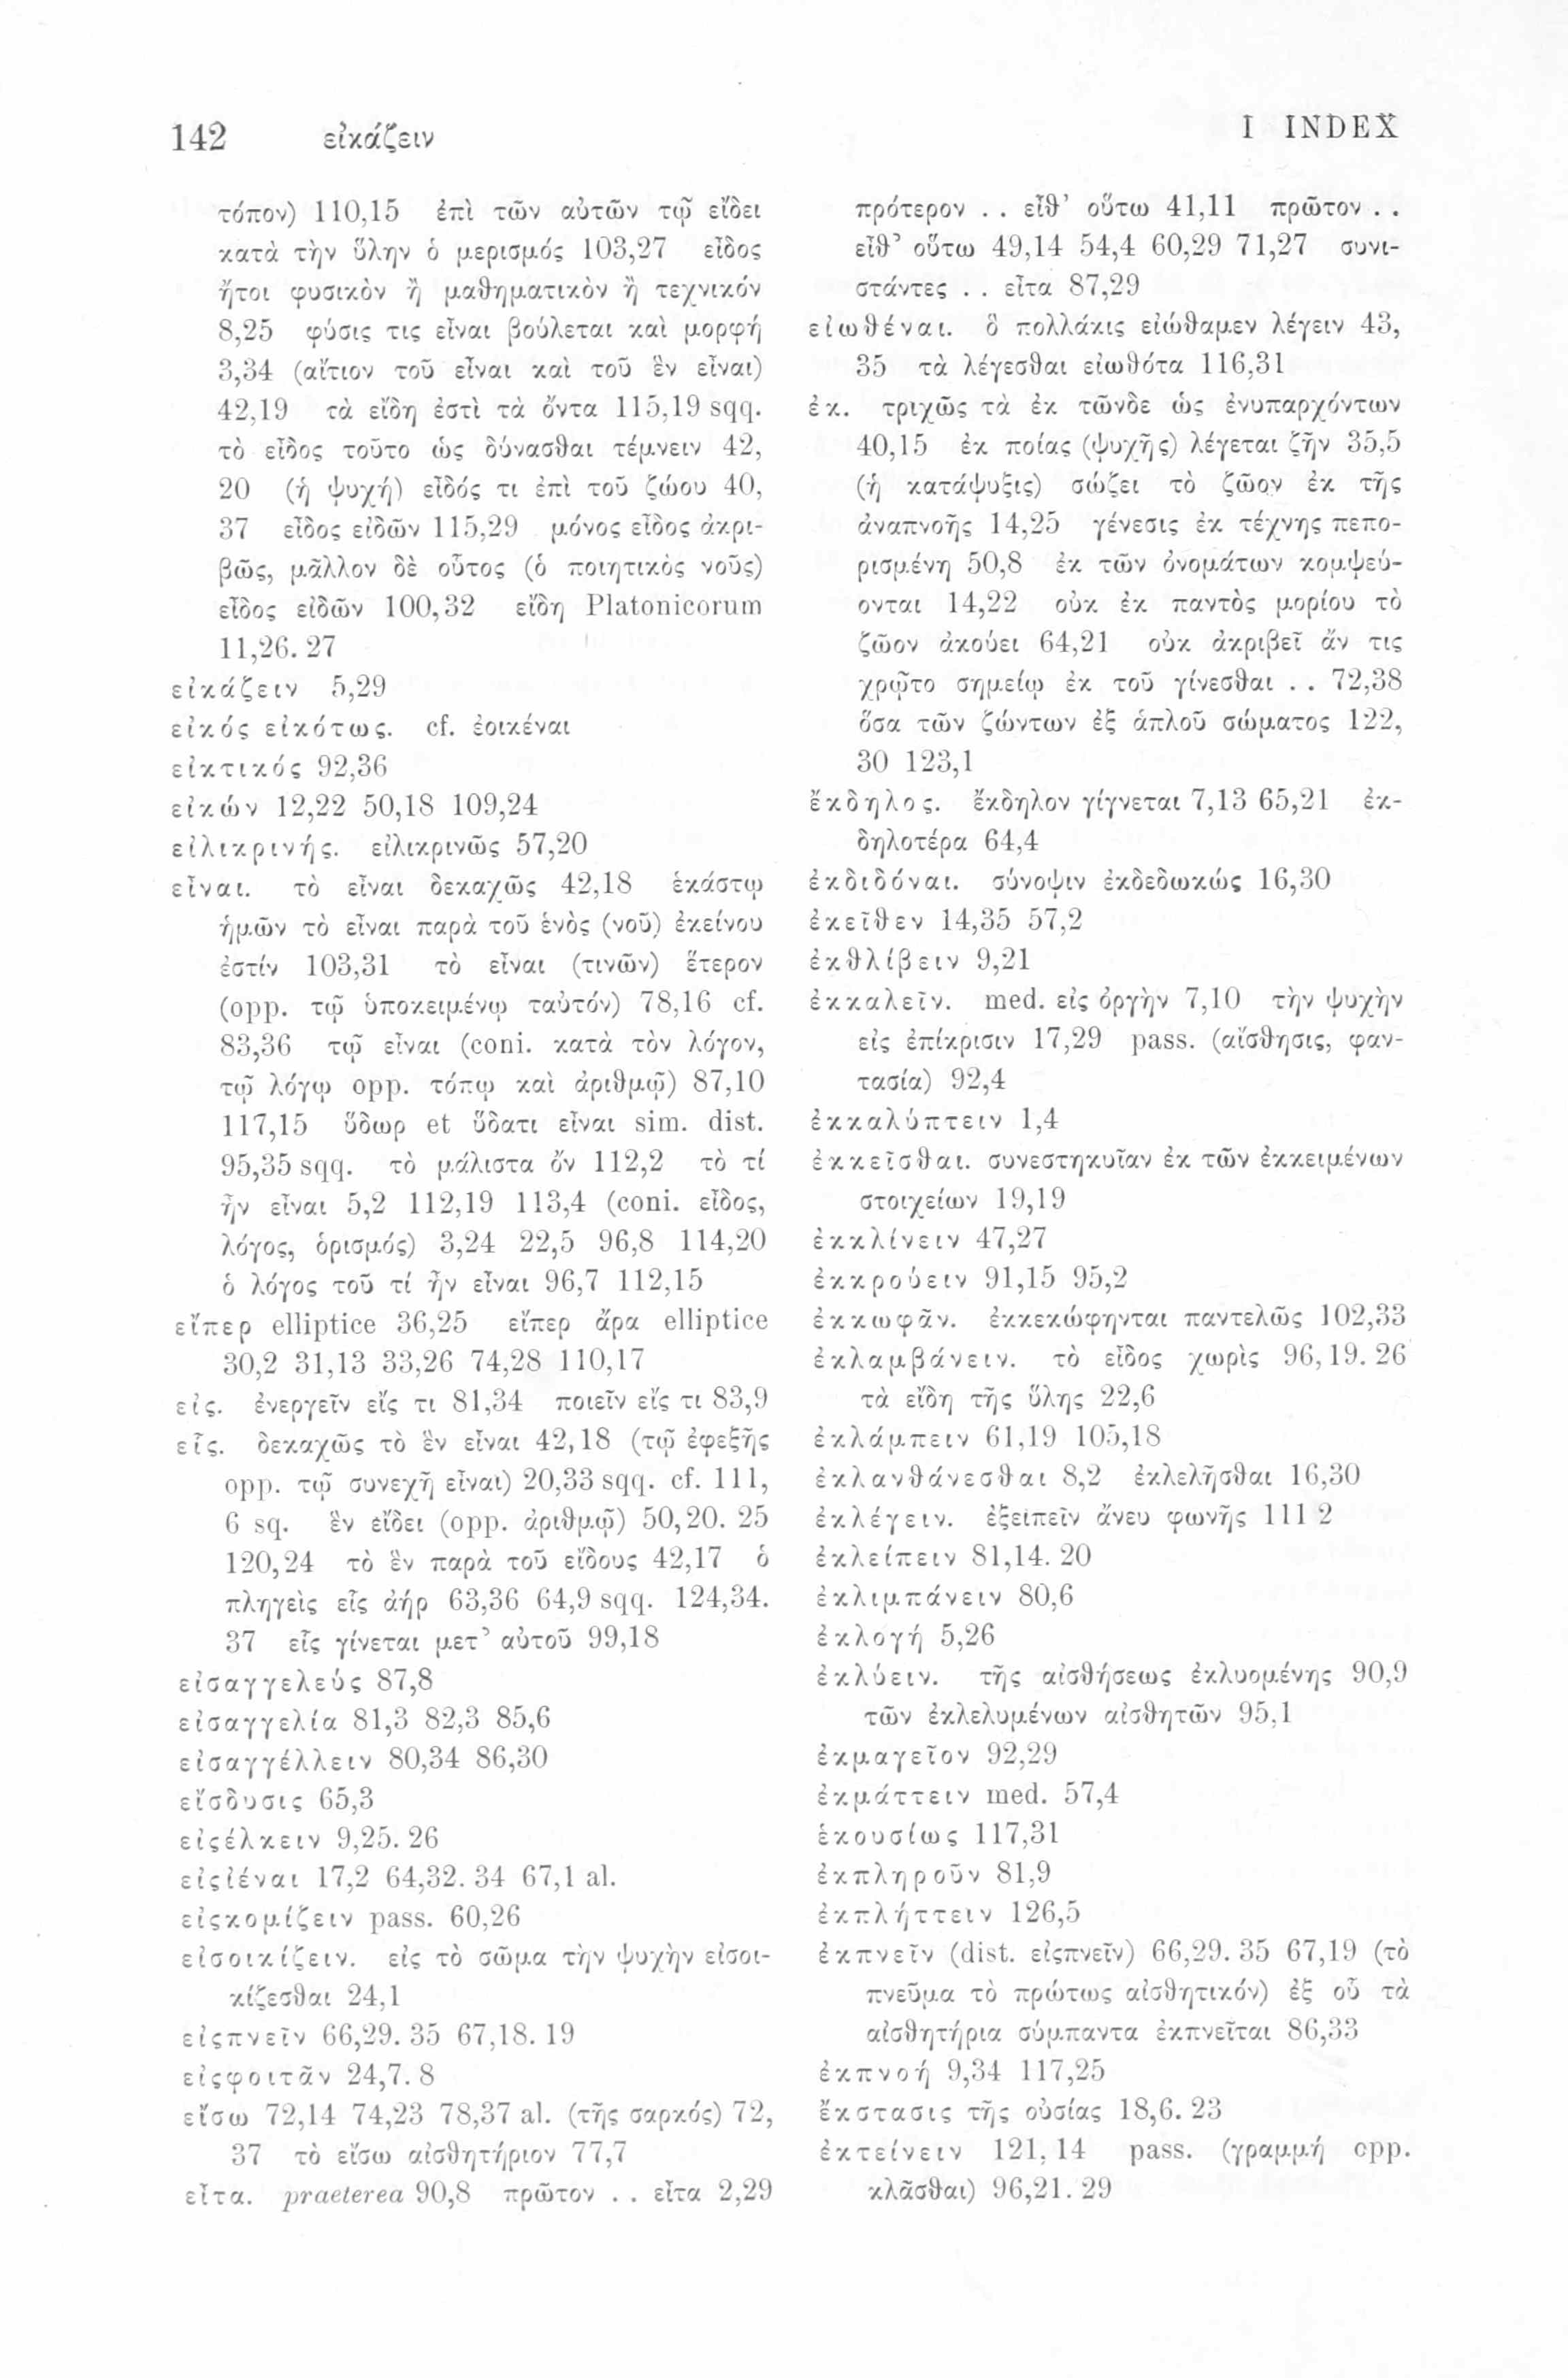 142 εἰκάζειν
I INDEX
τόπον) 110,15 ἐπὶ τῶν αὐτῶν τῷ εἴδει
κατὰ τὴν ὕλην ὁ μερισμός 103,27 εἶδος
ἤτοι φυσικὸν ἢ μαθηματικὸν ἢ τεχνικόν
8,25 φύσις τις εἶναι βούλεται καὶ μορφή
3,34 (αἴτιον τοῦ εἶναι καὶ τοῦ ἓν εἶναι)
42,19 τὰ εἴδη ἐστὶ τὰ ὄντα 115,19 sqq.
τὸ εἶδος τοῦτο ὡς δύνασθαι τέμνειν 42,
20 (ἡ ψυχή) εἶδός τι ἐπὶ τοῦ ζώου 40,
37 εἶδος εἰδῶν 115,29 μόνος εἶδος ἀκρι-
βῶς, μᾶλλον δὲ οὗτος (ὁ ποιητικὸς νοῦς)
εἶδος εἰδῶν 100,32 εἴδη Platonicorum
11,26. 27
εἰκάζειν 5,29
εἰκός εἰκότως. cf. ἐοικέναι
εἰκτικός 92,36
εἰκών 12,22 50,18 109,24
εἰλικρινής. εἰλικρινῶς 57,20
εἶναι. τὸ εἶναι δεκαχῶς 42,18 ἑκάστῳ
ἡμῶν τὸ εἶναι παρὰ τοῦ ἑνὸς (νοῦ) ἐκείνου
ἐστίν 103,31 τὸ εἶναι (τινῶν) ἕτερον
(opp. τῷ ὑποκειμένῳ ταὐτόν) 78,16 cf.
83,36 τῷ εἶναι (coni. κατὰ τὸν λόγον,
τῷ λόγῳ opp. τόπῳ καὶ ἀριθμῷ) 87,10
117,15 ὕδωρ et ὕδατι εἶναι sim. dist.
95,35 sqq. τὸ μάλιστα ὄν 112,2 τὸ τί
ἦν εἶναι 5,2 112,19 113,4 (coni. εἶδος,
λόγος, ὁρισμός) 3,24 22,5 96,8 114,20
ὁ λόγος τοῦ τί ἦν εἶναι 96,7 112,15
εἴπερ elliptice 36,25 εἴπερ ἄρα elliptice
30,2 31,13 33,26 74,28 110,17
εἰς. ἐνεργεῖν εἴς τι 81,34 ποιεῖν εἴς τι 83,9
εἷς. δεκαχῶς τὸ ἓν εἶναι 42,18 (τῷ ἐφεξῆς
opp. τῷ συνεχῆ εἶναι) 20,33 sqq. cf. 111,
6 sq. ἓν εἴδει (opp. ἀριθμῷ) 50,20. 25
120,24 τὸ ἓν παρὰ τοῦ εἴδους 42,17 ὁ
πληγεὶς εἷς ἀήρ 63,36 64,9 sqq. 124,34.
37 εἷς γίνεται μετ’ αὐτοῦ 99,18
εἰσαγγελεύς 87,8
εἰσαγγελία 81,3 82,3 85,6
εἰσαγγέλλειν 80,34 86,30
εἴσδυσις 65,3
εἰςέλκειν 9,25. 26
εἰςιέναι 17,2 64,32. 34 67,1 al.
εἰςκομίζειν pass. 60,26
εἰσοικίζειν. εἰς τὸ σῶμα τὴν ψυχὴν εἰσοι-
κίζεσθαι 24,1
εἰςπνεῖν 66,29. 35 67,18. 19
εἰςφοιτᾶν 24,7. 8
εἴσω 72,14 74,23 78,37 al. (τῆς σαρκός) 72,
37 τὸ εἴσω αἰσθητήριον 77,7
εἶτα. praeterea 90,8 πρῶτον . . εἶτα 2,29
πρότερον . . εἶθ’ οὕτω 41,11 πρῶτον . .
εἶθ’ οὕτω 49,14 54,4 60,29 71,27 συνι-
στάντες . . εἶτα 87,29
εἰωθέναι. ὃ πολλάκις εἰώθαμεν λέγειν 43,
35 τὰ λέγεσθαι εἰωθότα 116,31
ἐκ. τριχῶς τὰ ἐκ τῶνδε ὡς ἐνυπαρχόντων
40,15 ἐκ ποίας (ψυχῆς) λέγεται ζῆν 35,5
(ἡ κατάψυξις) σώζει τὸ ζῶον ἐκ τῆς
ἀναπνοῆς 14,25 γένεσις ἐκ τέχνης πεπο-
ρισμένη 50,8 ἐκ τῶν ὀνομάτων κομψεύ-
ονται 14,22 οὐκ ἐκ παντὸς μορίου τὸ
ζῶον ἀκούει 64,21 οὐκ ἀκριβεῖ ἄν τις
χρῷτο σημείῳ ἐκ τοῦ γίνεσθαι . . 72,38
ὅσα τῶν ζώντων ἐξ ἁπλοῦ σώματος 122,
30 123,1
ἔκδηλος. ἔκδηλον γίγνεται 7,13 65,21 ἐκ-
δηλοτέρα 64,4
ἐκδιδόναι. σύνοψιν ἐκδεδωκώς 16,30
ἐκεῖθεν 14,35 57,2
ἐκθλίβειν 9,21
ἐκκαλεῖν. med. εἰς ὀργὴν 7,10 τὴν ψυχὴν
εἰς ἐπίκρισιν 17,29 pass. (αἴσθησις, φαν-
τασία) 92,4
ἐκκαλύπτειν 1,4
ἐκκεῖσθαι. συνεστηκυῖαν ἐκ τῶν ἐκκειμένων
στοιχείων 19,19
ἐκκλίνειν 47,27
ἐκκρούειν 91,15 95,2
ἐκκωφᾶν. ἐκκεκώφηνται παντελῶς 102,33
ἐκλαμβάνειν. τὸ εἶδος χωρὶς 96,19. 26
τὰ εἴδη τῆς ὕλης 22,6
ἐκλάμπειν 61,19 105,18
ἐκλανθάνεσθαι 8,2 ἐκλελῆσθαι 16,30
ἐκλέγειν. ἐξειπεῖν ἄνευ φωνῆς 111 2
ἐκλείπειν 81,14. 20
ἐκλιμπάνειν 80,6
ἐκλογή 5,26
ἐκλύειν. τῆς αἰσθήσεως ἐκλυομένης 90,9
τῶν ἐκλελυμένων αἰσθητῶν 95,1
ἐκμαγεῖον 92,29
ἐκμάττειν med. 57,4
ἑκουσίως 117,31
ἐκπληροῦν 81,9
ἐκπλήττειν 126,5
ἐκπνεῖν (dist. εἰςπνεῖν) 66,29. 35 67,19 (τὸ
πνεῦμα τὸ πρώτως αἰσθητικόν) ἐξ οὗ τὰ
αἰσθητήρια σύμπαντα ἐκπνεῖται 86,33
ἐκπνοή 9,34 117,25
ἔκστασις τῆς οὐσίας 18,6. 23
ἐκτείνειν 121,14 pass. (γραμμή opp.
κλᾶσθαι) 96,21. 29